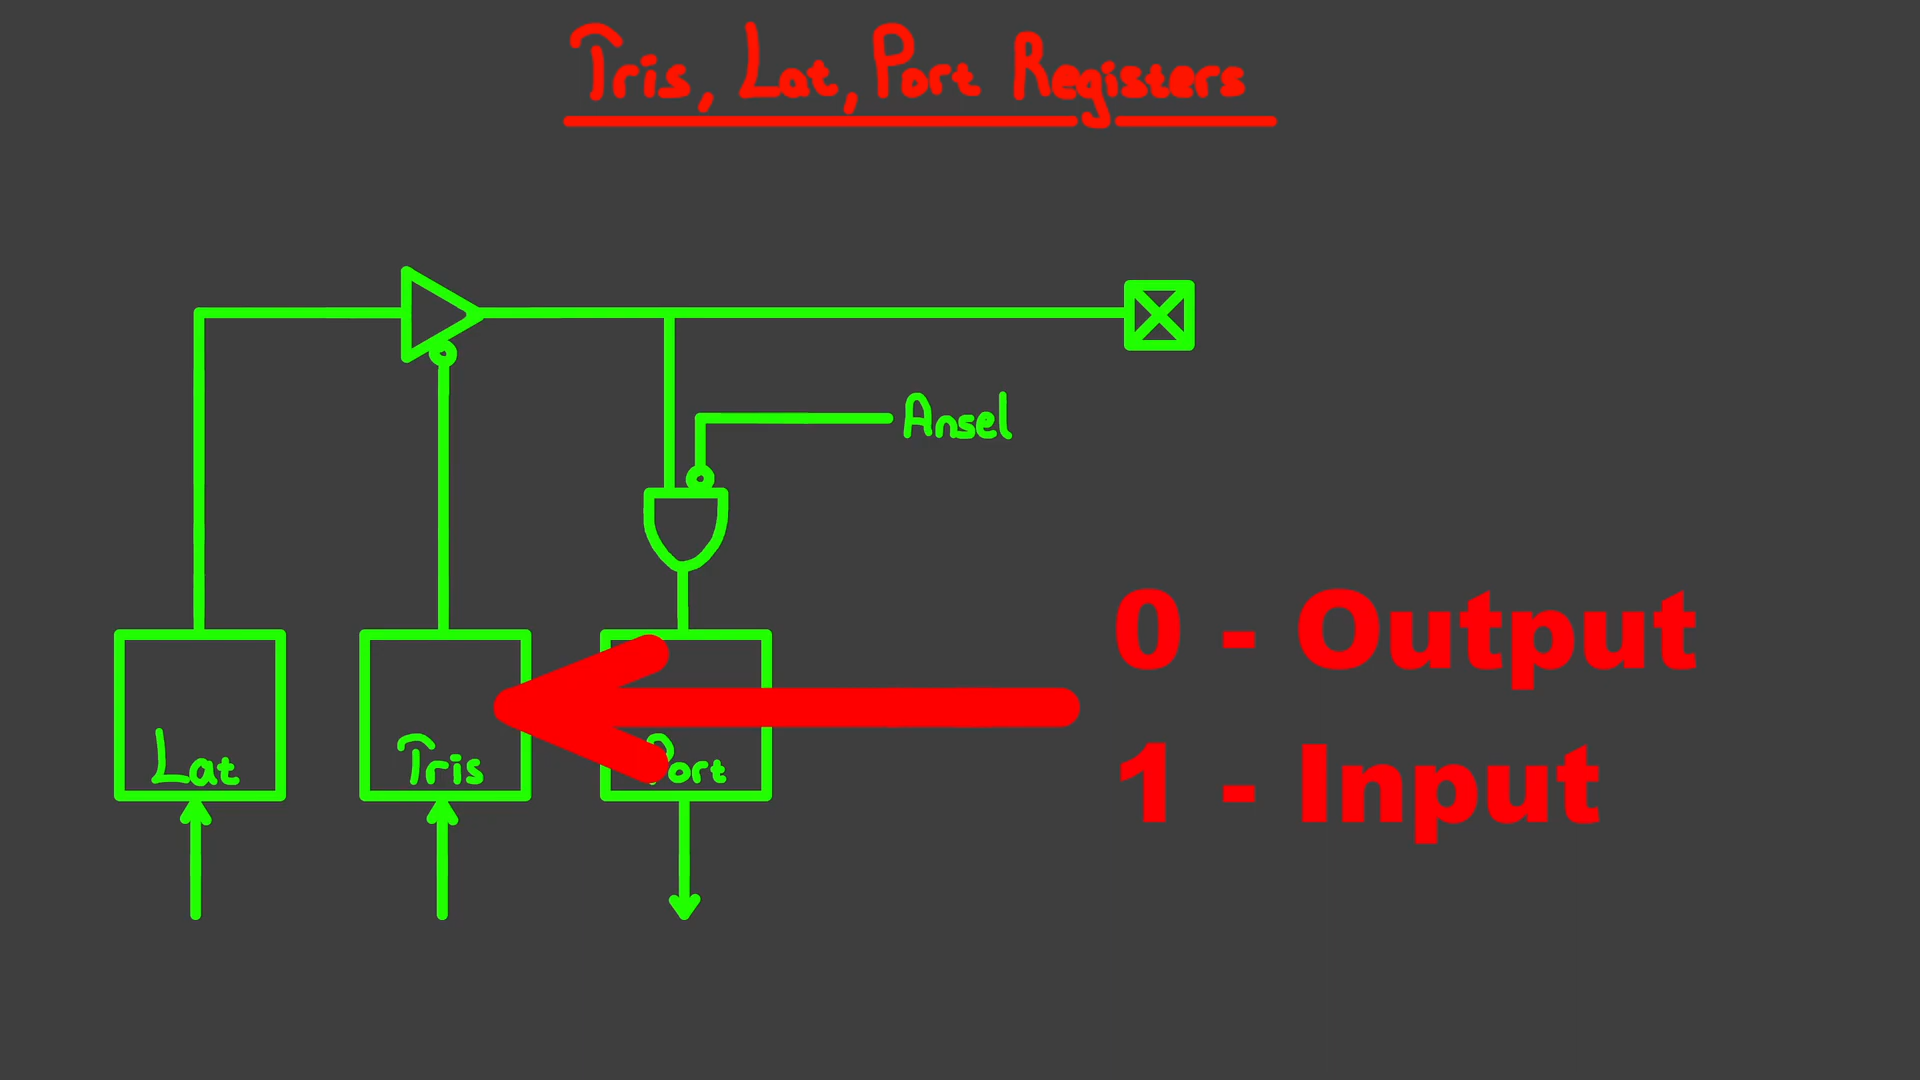 Tris, Lat, Port Registers
Ansel
0 - Output
1 - Input
Lat
Tris
Port